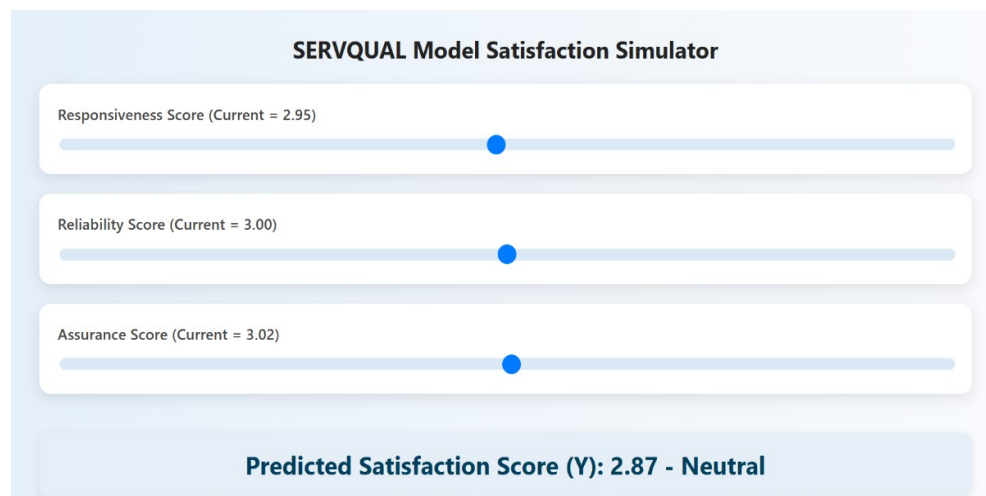 SERVQUAL Model Satisfaction Simulator
Responsiveness Score (Current = 2.95)
Reliability Score (Current = 3.00)
Assurance Score (Current = 3.02)
Predicted Satisfaction Score (Y): 2.87 - Neutral